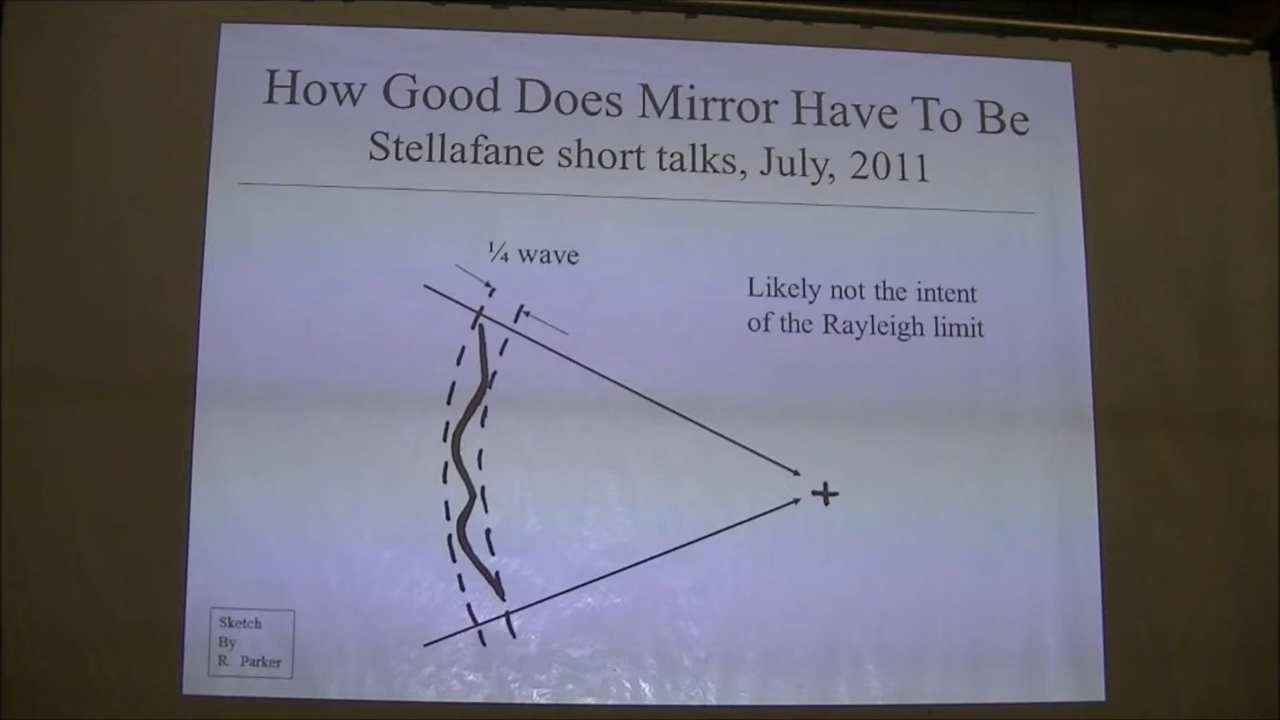 How Good Does Mirror Have To Be
Stellafane short talks, July, 2011
¼ wave
Likely not the intent
of the Rayleigh limit
Sketch
By
R. Parker